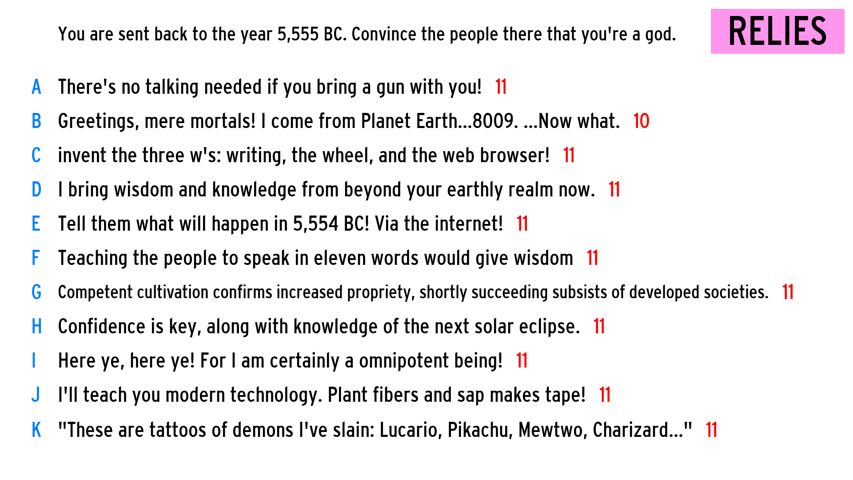 You are sent back to the year 5,555 BC. Convince the people there that you're a god.
RELIES
A There's no talking needed if you bring a gun with you! 11
B Greetings, mere mortals! I come from Planet Earth...8009. ...Now what. 10
C invent the three w's: writing, the wheel, and the web browser! 11
D I bring wisdom and knowledge from beyond your earthly realm now. 11
E Tell them what will happen in 5,554 BC! Via the internet! 11
F Teaching the people to speak in eleven words would give wisdom 11
G Competent cultivation confirms increased propriety, shortly succeeding subsists of developed societies. 11
H Confidence is key, along with knowledge of the next solar eclipse. 11
I Here ye, here ye! For I am certainly a omnipotent being! 11
J I'll teach you modern technology. Plant fibers and sap makes tape! 11
K "These are tattoos of demons I've slain: Lucario, Pikachu, Mewtwo, Charizard..." 11